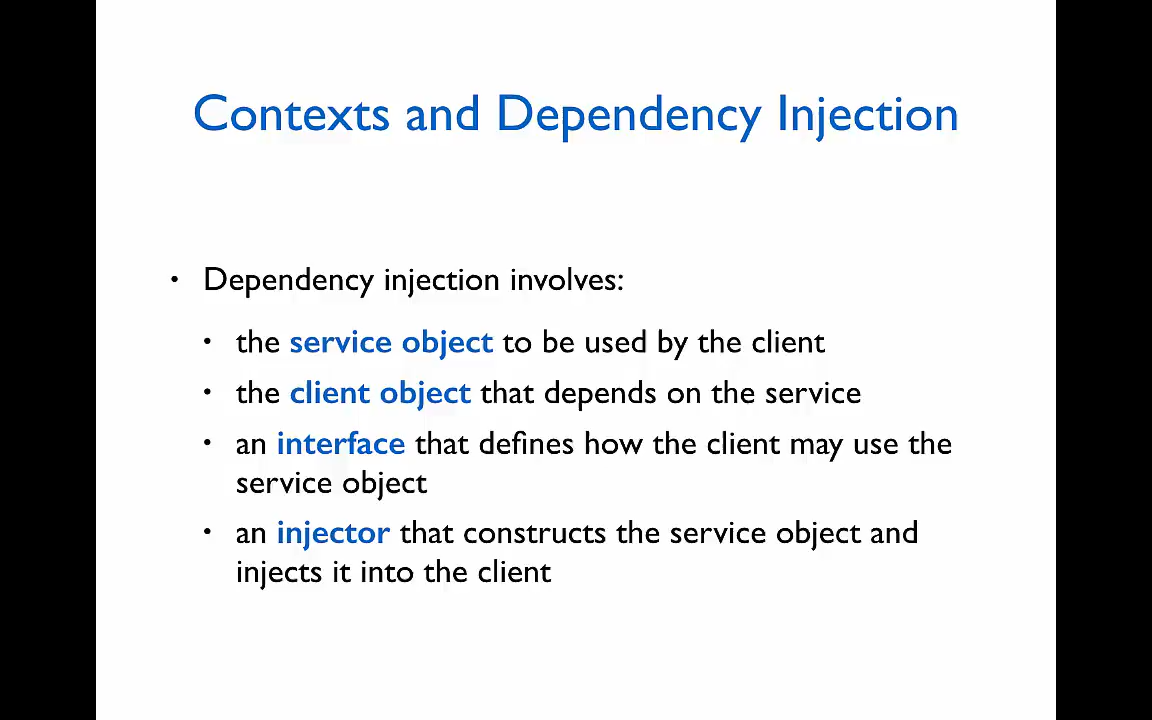 Contexts and Dependency Injection
• Dependency injection involves:
• the service object to be used by the client
• the client object that depends on the service
• an interface that defines how the client may use the
service object
• an injector that constructs the service object and
injects it into the client